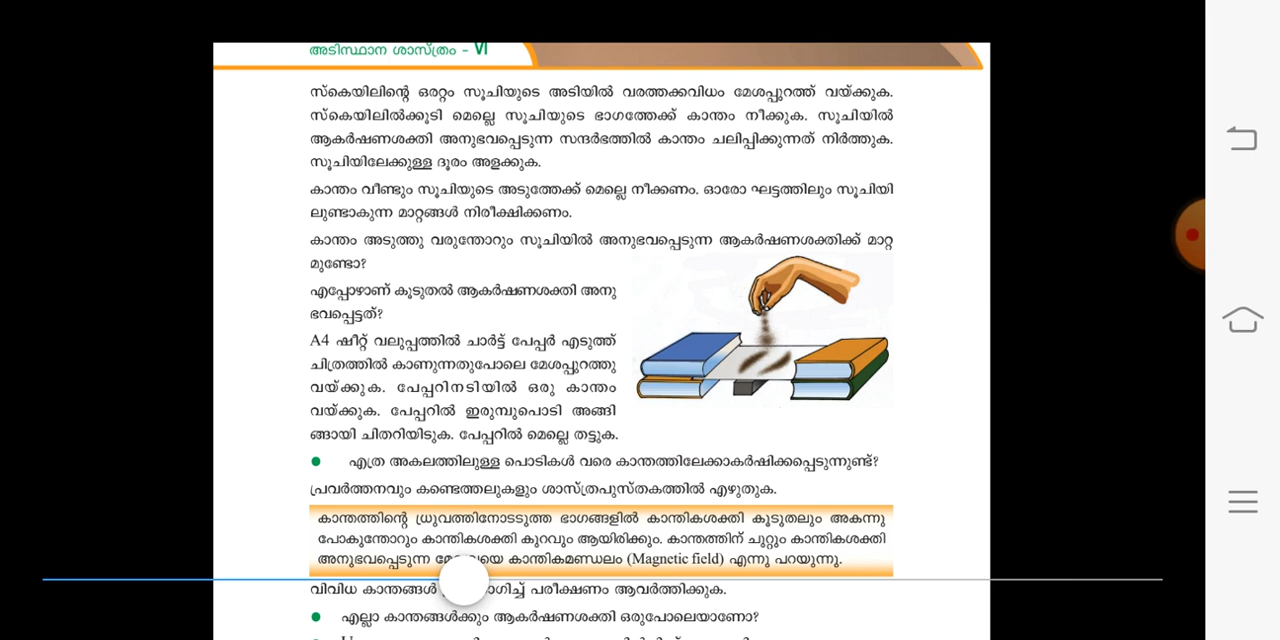 അടിസ്ഥാന ശാസ്ത്രം - VI
സ്കെയിലിന്റെ ഒരറ്റം സൂചിയുടെ അടിയിൽ വരത്തക്കവിധം മേശപ്പുറത്ത് വയ്ക്കുക.
സ്കെയിലിൽക്കൂടി മെല്ലെ സൂചിയുടെ ഭാഗത്തേക്ക് കാന്തം നീക്കുക. സൂചിയിൽ
ആകർഷണശക്തി അനുഭവപ്പെടുന്ന സന്ദർഭത്തിൽ കാന്തം ചലിപ്പിക്കുന്നത് നിർത്തുക.
സൂചിയിലേക്കുള്ള ദൂരം അളക്കുക.
കാന്തം വീണ്ടും സൂചിയുടെ അടുത്തേക്ക് മെല്ലെ നീക്കണം. ഓരോ ഘട്ടത്തിലും സൂചിയി
ലുണ്ടാകുന്ന മാറ്റങ്ങൾ നിരീക്ഷിക്കണം.
കാന്തം അടുത്തു വരുന്തോറും സൂചിയിൽ അനുഭവപ്പെടുന്ന ആകർഷണശക്തിക്ക് മാറ്റ
മുണ്ടോ?
എപ്പോഴാണ് കൂടുതൽ ആകർഷണശക്തി അനു
ഭവപ്പെട്ടത്?
A4 ഷീറ്റ് വലുപ്പത്തിൽ ചാർട്ട് പേപ്പർ എടുത്ത്
ചിത്രത്തിൽ കാണുന്നതുപോലെ മേശപ്പുറത്തു
വയ്ക്കുക. പേപ്പറിനടിയിൽ ഒരു കാന്തം
വയ്ക്കുക. പേപ്പറിൽ ഇരുമ്പുപൊടി അങ്ങി
ങ്ങായി ചിതറിയിടുക. പേപ്പറിൽ മെല്ലെ തട്ടുക.
എത്ര അകലത്തിലുള്ള പൊടികൾ വരെ കാന്തത്തിലേക്കാകർഷിക്കപ്പെടുന്നുണ്ട്?
പ്രവർത്തനവും കണ്ടെത്തലുകളും ശാസ്ത്രപുസ്തകത്തിൽ എഴുതുക.
കാന്തത്തിന്റെ ധ്രുവത്തിനോടടുത്ത ഭാഗങ്ങളിൽ കാന്തികശക്തി കൂടുതലും അകന്നു
പോകുന്തോറും കാന്തികശക്തി കുറവും ആയിരിക്കും. കാന്തത്തിന് ചുറ്റും കാന്തികശക്തി
അനുഭവപ്പെടുന്ന കാന്തികമണ്ഡലം (Magnetic field) എന്നു പറയുന്നു.
വിവിധ കാന്തങ്ങൾ പരീക്ഷണം ആവർത്തിക്കുക.
എല്ലാ കാന്തങ്ങൾക്കും ആകർഷണശക്തി ഒരുപോലെയാണോ?